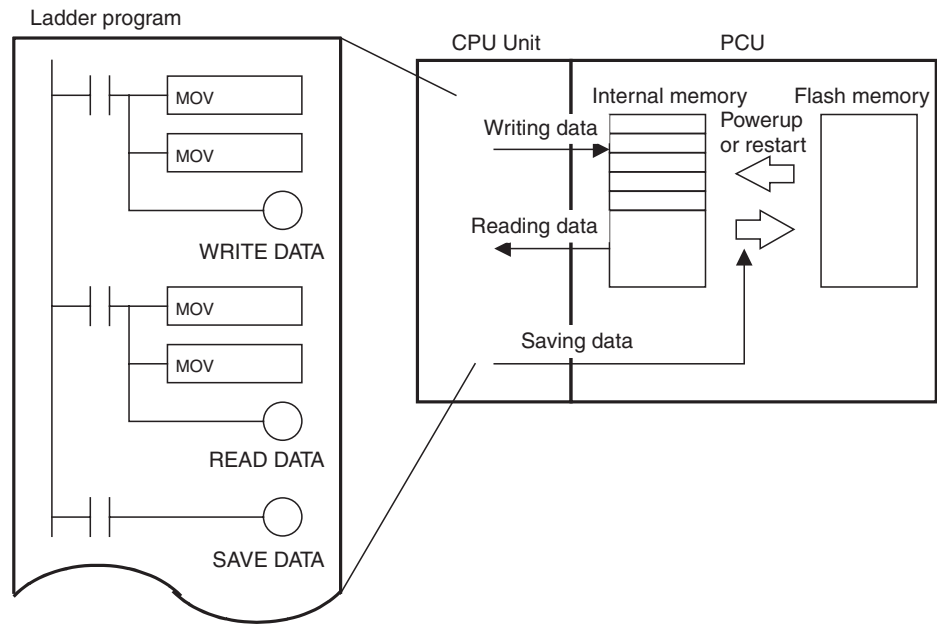 Ladder program
MOV
MOV
WRITE DATA
MOV
MOV
READ DATA
SAVE DATA
CPU Unit
PCU
Internal memory
Flash memory
Writing data
Powerup
or restart
Reading data
Saving data